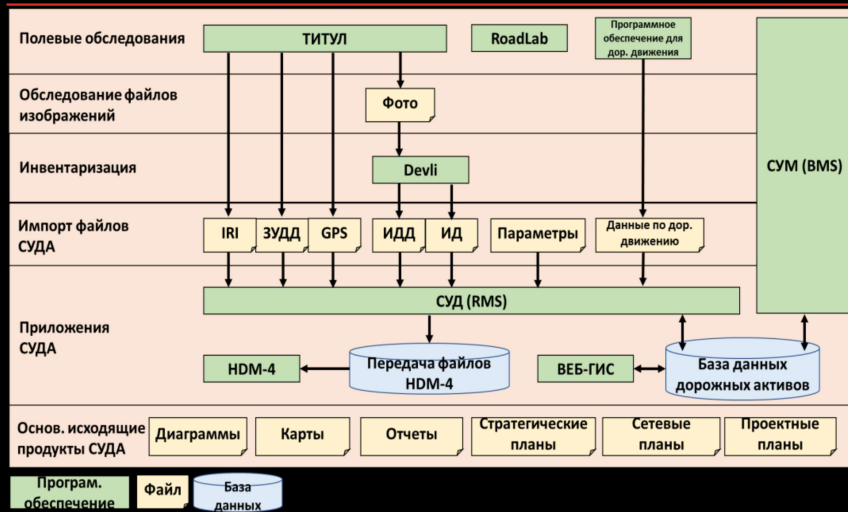 Полевые обследования
ТИТУЛ
RoadLab
Программное
обеспечение для
дор. движения
Обследование файлов
изображений
Фото
СУМ (BMS)
Инвентаризация
Devli
Импорт файлов
СУДА
IRI
ЗУДД
GPS
ИДД
ИД
Параметры
Данные по дор.
движению
СУД (RMS)
Приложения
СУДА
HDM-4
Передача файлов
HDM-4
ВЕБ-ГИС
База данных
дорожных активов
Основ. исходящие
продукты СУДА
Диаграммы
Карты
Отчеты
Стратегические
планы
Сетевые
планы
Проектные
планы
Програм.
обеспечение
Файл
База
данных